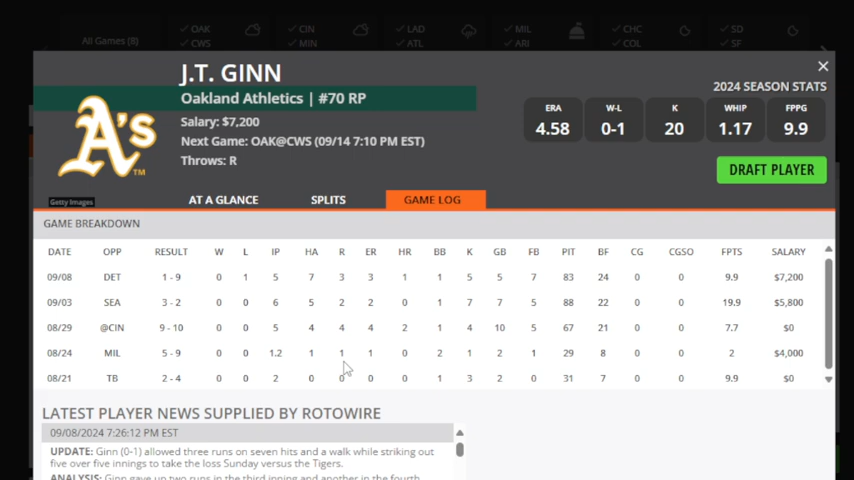 All Games (8)
OAK
CWS
CIN
MIN
LAD
ATL
MIL
ARI
CHC
COL
SD
SF
J.T. GINN
Oakland Athletics | #70 RP
Salary: $7,200
Next Game: OAK@CWS (09/14 7:10 PM EST)
Throws: R
A's
TM
Getty Images
2024 SEASON STATS
ERA W-L K WHIP FPPG
4.58 0-1 20 1.17 9.9
DRAFT PLAYER
AT A GLANCE SPLITS GAME LOG
GAME BREAKDOWN
DATE OPP RESULT W L IP HA R ER HR BB K GB FB PIT BF CG CGSO FPTS SALARY
09/08 DET 1 - 9 0 1 5 7 3 3 1 1 5 5 7 83 24 0 0 9.9 $7,200
09/03 SEA 3 - 2 0 0 6 5 2 2 0 1 7 7 5 88 22 0 0 19.9 $5,800
08/29 @CIN 9 - 10 0 0 5 4 4 4 2 1 4 10 5 67 21 0 0 7.7 $0
08/24 MIL 5 - 9 0 0 1.2 1 1 1 0 2 1 2 1 29 8 0 0 2 $4,000
08/21 TB 2 - 4 0 0 2 0 0 0 0 1 3 2 0 31 7 0 0 9.9 $0
LATEST PLAYER NEWS SUPPLIED BY ROTOWIRE
09/08/2024 7:26:12 PM EST
UPDATE: Ginn (0-1) allowed three runs on seven hits and a walk while striking out
five over five innings to take the loss Sunday versus the Tigers.
ANALYSIS: Ginn gave up two runs in the third inning and another in the fourth